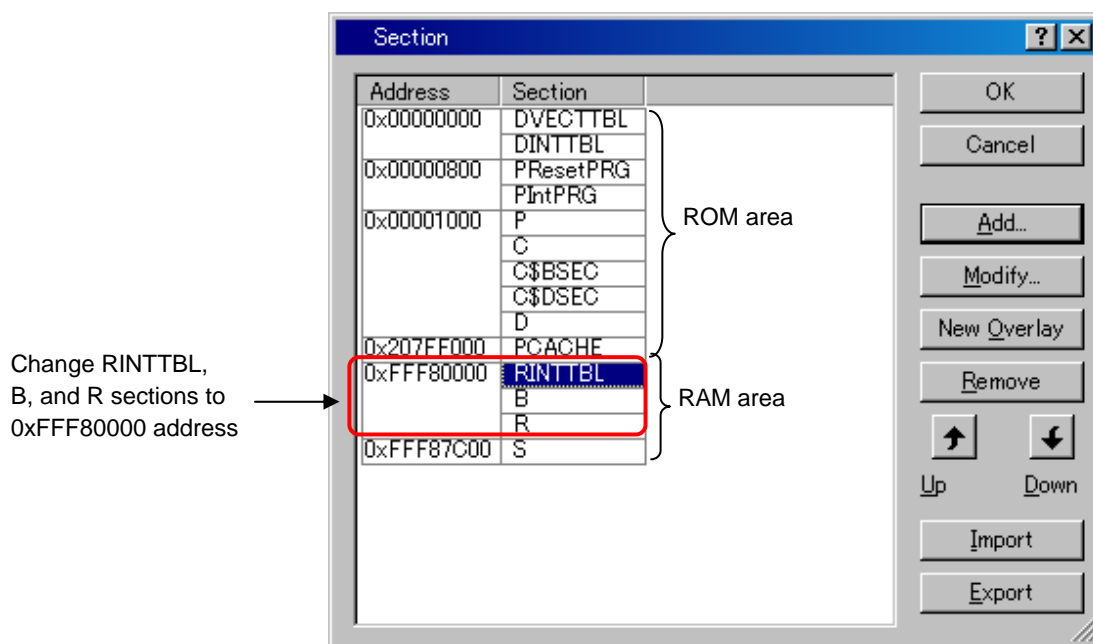 Section
Address Section
0x00000000 DVECTTBL
DINTTBL
0x00000800 PResetPRG
PIntPRG
0x00001000 P
C
C$BSEC
C$DSEC
D
0x207FF000 PCACHE
0xFFF80000 RINTTBL
B
R
0xFFF87C00 S
ROM area
RAM area
Change RINTTBL,
B, and R sections to
0xFFF80000 address
OK
Cancel
Add...
Modify...
New Overlay
Remove
Up Down
Import
Export